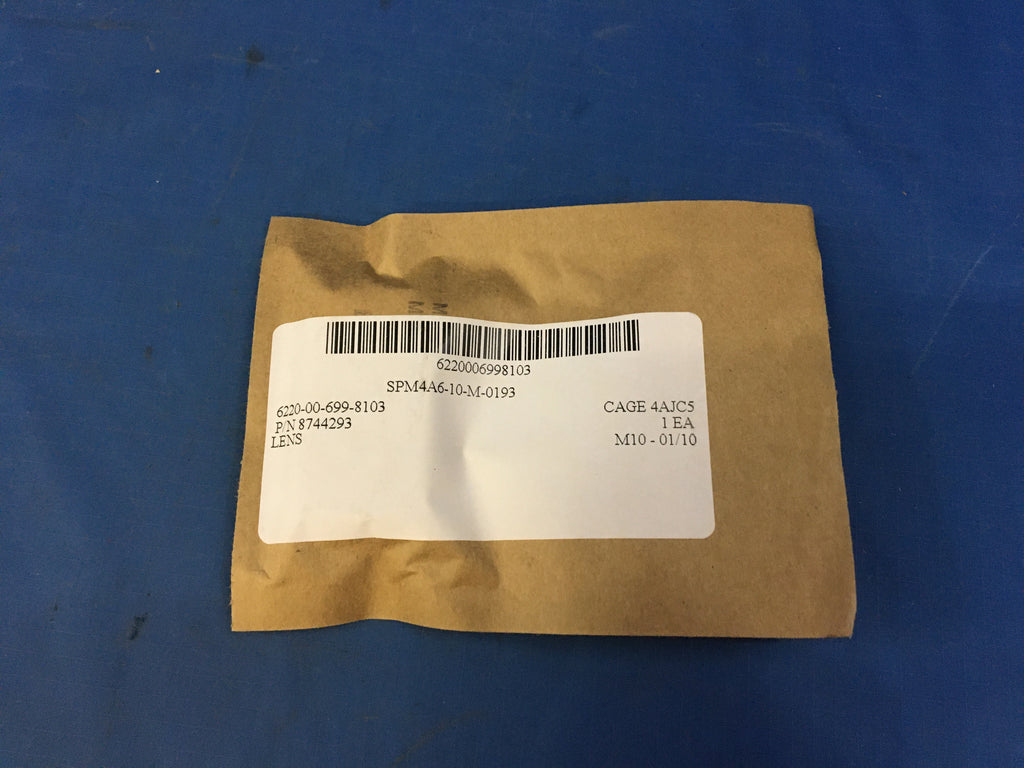 6220006998103
SPM4A6-10-M-0193
6220-00-699-8103
CAGE 4AJC5
P/N 8744293
1 EA
LENS
M10 - 01/10